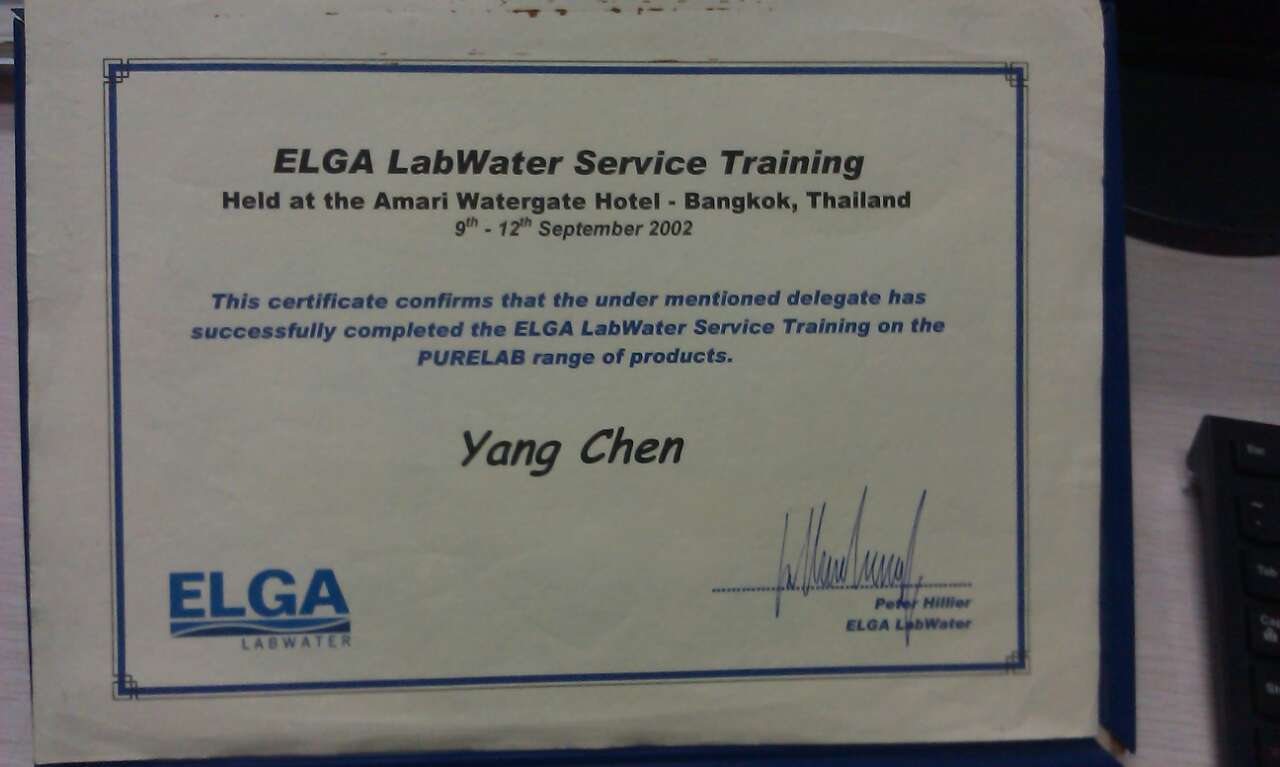 ELGA LabWater Service Training
Held at the Amari Watergate Hotel - Bangkok, Thailand
9th - 12th September 2002
This certificate confirms that the under mentioned delegate has
successfully completed the ELGA LabWater Service Training on the
PURELAB range of products.
Yang Chen
Peter Hillier
ELGA LabWater
ELGA
LABWATER
Tab